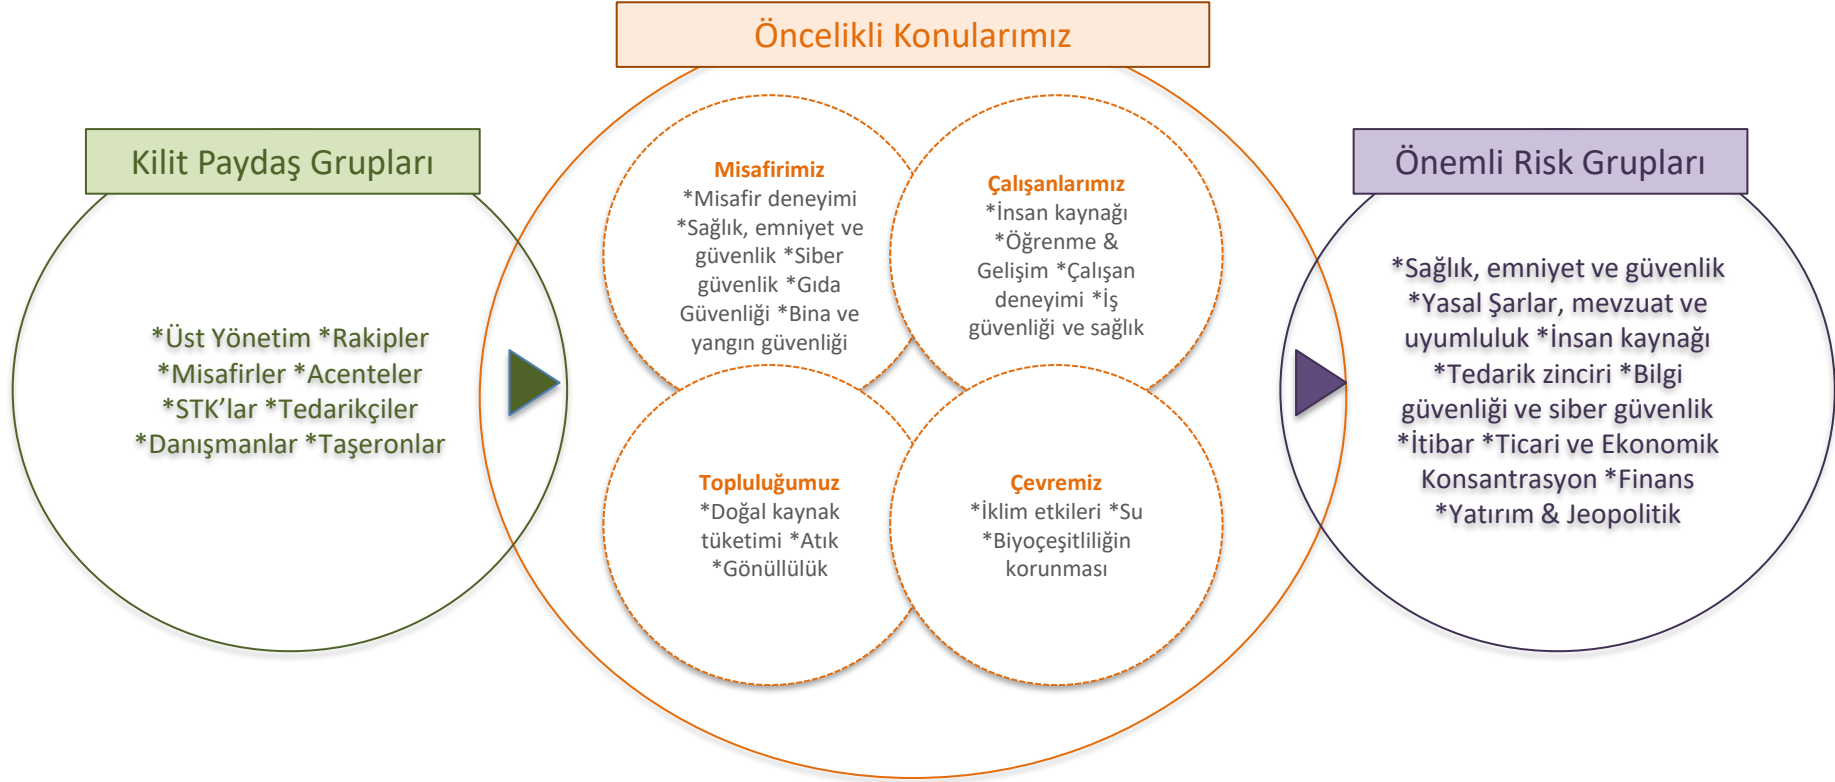 Öncelikli Konularımız
Kilit Paydaş Grupları
*Üst Yönetim *Rakipler
*Misafirler *Acenteler
*STK’lar *Tedarikçiler
*Danışmanlar *Taşeronlar
Misafirimiz
*Misafir deneyimi
*Sağlık, emniyet ve
güvenlik *Siber
güvenlik *Gıda
Güvenliği *Bina ve
yangın güvenliği
Çalışanlarımız
*İnsan kaynağı
*Öğrenme &
Gelişim *Çalışan
deneyimi *İş
güvenliği ve sağlık
Topluluğumuz
*Doğal kaynak
tüketimi *Atık
*Gönüllülük
Çevremiz
*İklim etkileri *Su
*Biyoçeşitliliğin
korunması
Önemli Risk Grupları
*Sağlık, emniyet ve güvenlik
*Yasal Şarlar, mevzuat ve
uyumluluk *İnsan kaynağı
*Tedarik zinciri *Bilgi
güvenliği ve siber güvenlik
*İtibar *Ticari ve Ekonomik
Konsantrasyon *Finans
*Yatırım & Jeopolitik